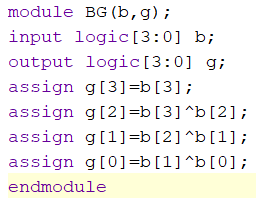 module BG(b,g);
input logic[3:0] b;
output logic[3:0] g;
assign g[3]=b[3];
assign g[2]=b[3]^b[2];
assign g[1]=b[2]^b[1];
assign g[0]=b[1]^b[0];
endmodule